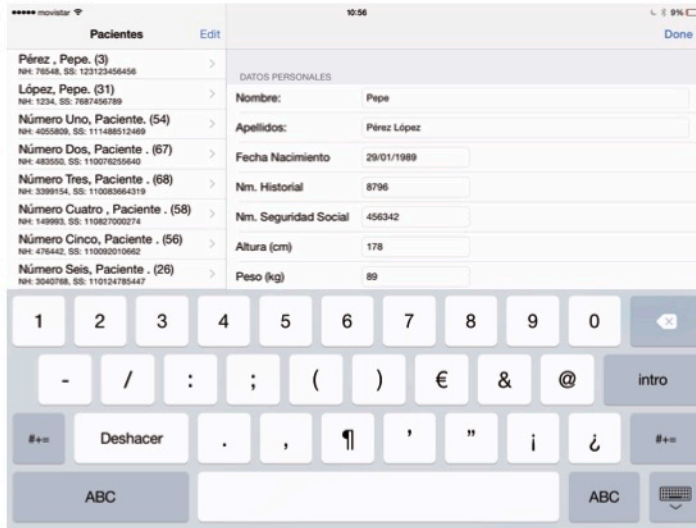 movistar 10:56 9%
Pacientes Edit Done
Pérez , Pepe. (3)
NH: 76548, SS: 123123456456
López, Pepe. (31)
NH: 1234, SS: 7687456789
Número Uno, Paciente. (54)
NH: 4055809, SS: 111488512469
Número Dos, Paciente . (67)
NH: 483550, SS: 110076255640
Número Tres, Paciente . (68)
NH: 3399154, SS: 110083664319
Número Cuatro , Paciente . (58)
NH: 149993, SS: 110827000274
Número Cinco, Paciente . (56)
NH: 476442, SS: 110092010662
Número Seis, Paciente . (26)
NH: 3040768, SS: 110124785447
DATOS PERSONALES
Nombre: Pepe
Apellidos: Pérez López
Fecha Nacimiento 29/01/1989
Nm. Historial 8796
Nm. Seguridad Social 456342
Altura (cm) 178
Peso (kg) 89
1 2 3 4 5 6 7 8 9 0
- / : ; ( ) € & @ intro
#+= Deshacer . , ¶ ' " ¡ ¿ #+=
ABC ABC